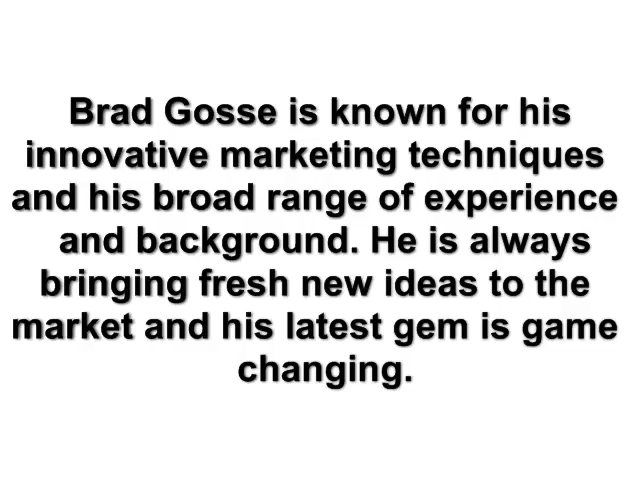 Brad Gosse is known for his
innovative marketing techniques
and his broad range of experience
and background. He is always
bringing fresh new ideas to the
market and his latest gem is game
changing.